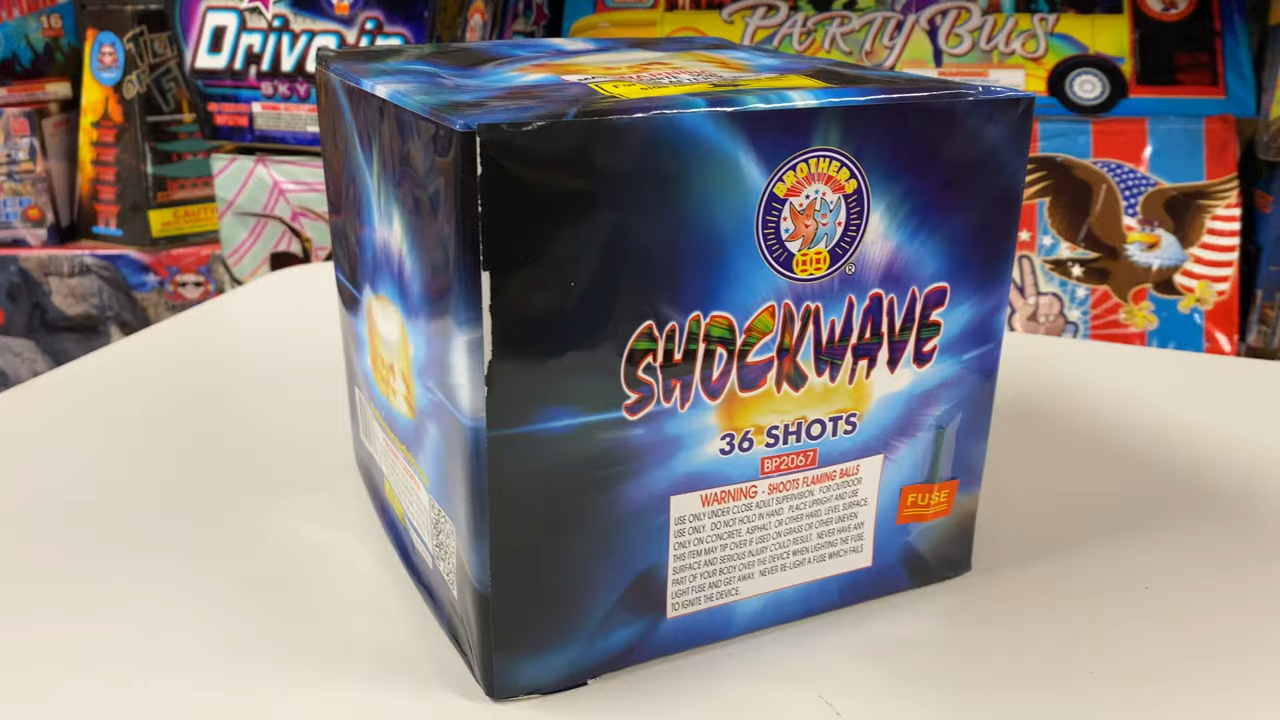 16
Drive-in
SKY
PARTY BUS
WARNING
CAUTI
BROTHERS
®
SHOCKWAVE
36 SHOTS
BP2067
WARNING - SHOOTS FLAMING BALLS
USE ONLY UNDER CLOSE ADULT SUPERVISION. FOR OUTDOOR
USE ONLY. DO NOT HOLD IN HAND. PLACE UPRIGHT AND USE
ONLY ON CONCRETE, ASPHALT, OR OTHER HARD, LEVEL SURFACE.
THIS ITEM MAY TIP OVER IF USED ON GRASS OR OTHER UNEVEN
SURFACE AND SERIOUS INJURY COULD RESULT. NEVER HAVE ANY
PART OF YOUR BODY OVER THE DEVICE WHEN LIGHTING THE FUSE.
LIGHT FUSE AND GET AWAY. NEVER RE-LIGHT A FUSE WHICH FAILS
TO IGNITE THE DEVICE.
FUSE